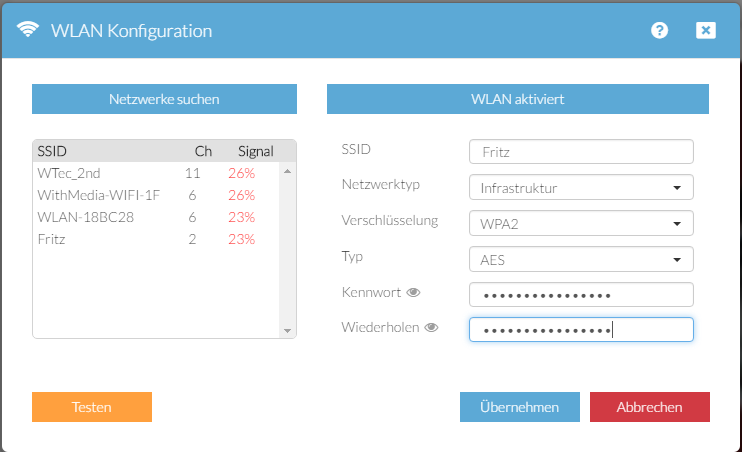 WLAN Konfiguration
Netzwerke suchen
WLAN aktiviert
SSID Ch Signal
WTec_2nd 11 26%
WithMedia-WIFI-1F 6 26%
WLAN-18BC28 6 23%
Fritz 2 23%
SSID Fritz
Netzwerktyp Infrastruktur
Verschlüsselung WPA2
Typ AES
Kennwort ••••••••••••••••
Wiederholen ••••••••••••••••
Testen
Übernehmen
Abbrechen